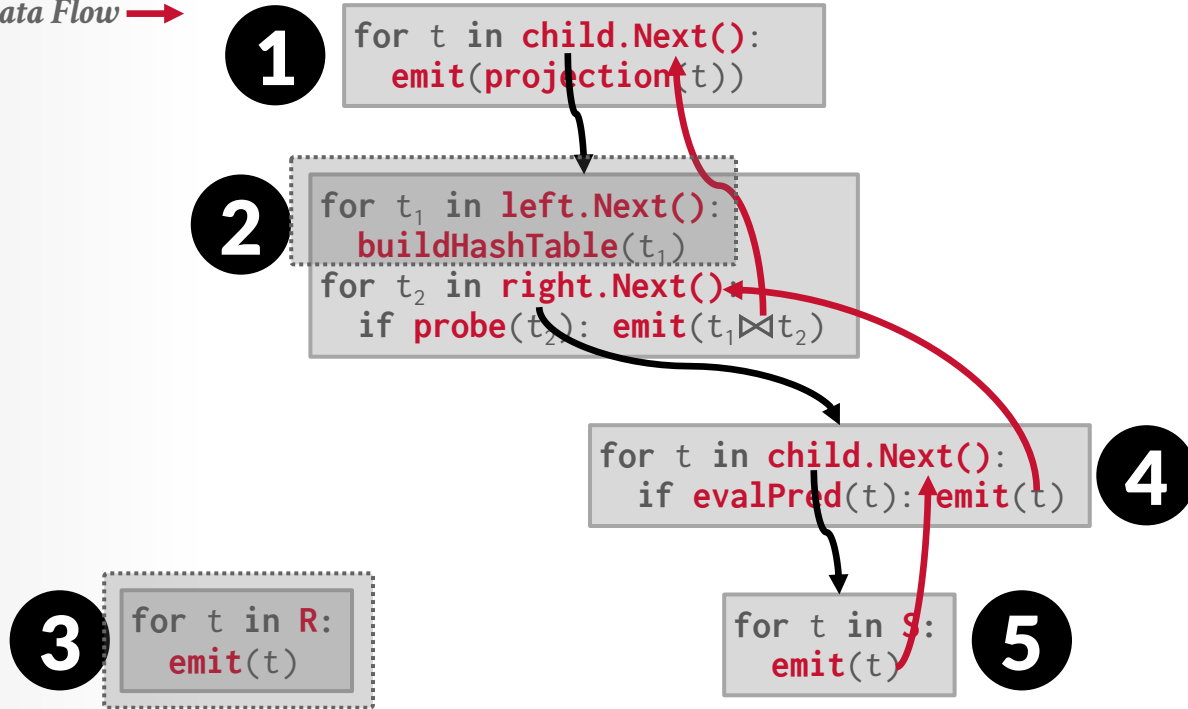 ata Flow
1
for t in child.Next():
emit(projection(t))
2
for t₁ in left.Next():
buildHashTable(t₁)
for t₂ in right.Next():
if probe(t₂): emit(t₁⨝t₂)
for t in child.Next():
if evalPred(t): emit(t)
4
3
for t in R:
emit(t)
for t in S:
emit(t)
5